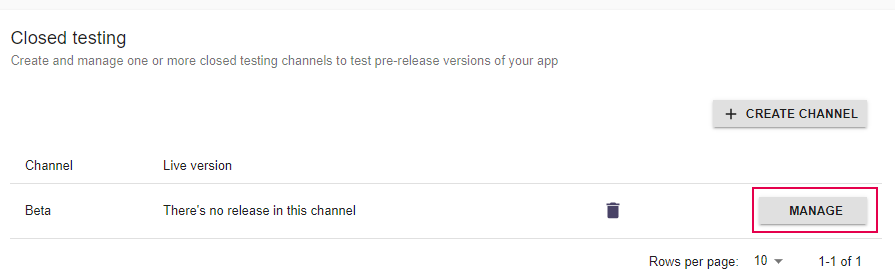 Closed testing
Create and manage one or more closed testing channels to test pre-release versions of your app
+ CREATE CHANNEL
Channel Live version
Beta There's no release in this channel MANAGE
Rows per page: 10 1-1 of 1